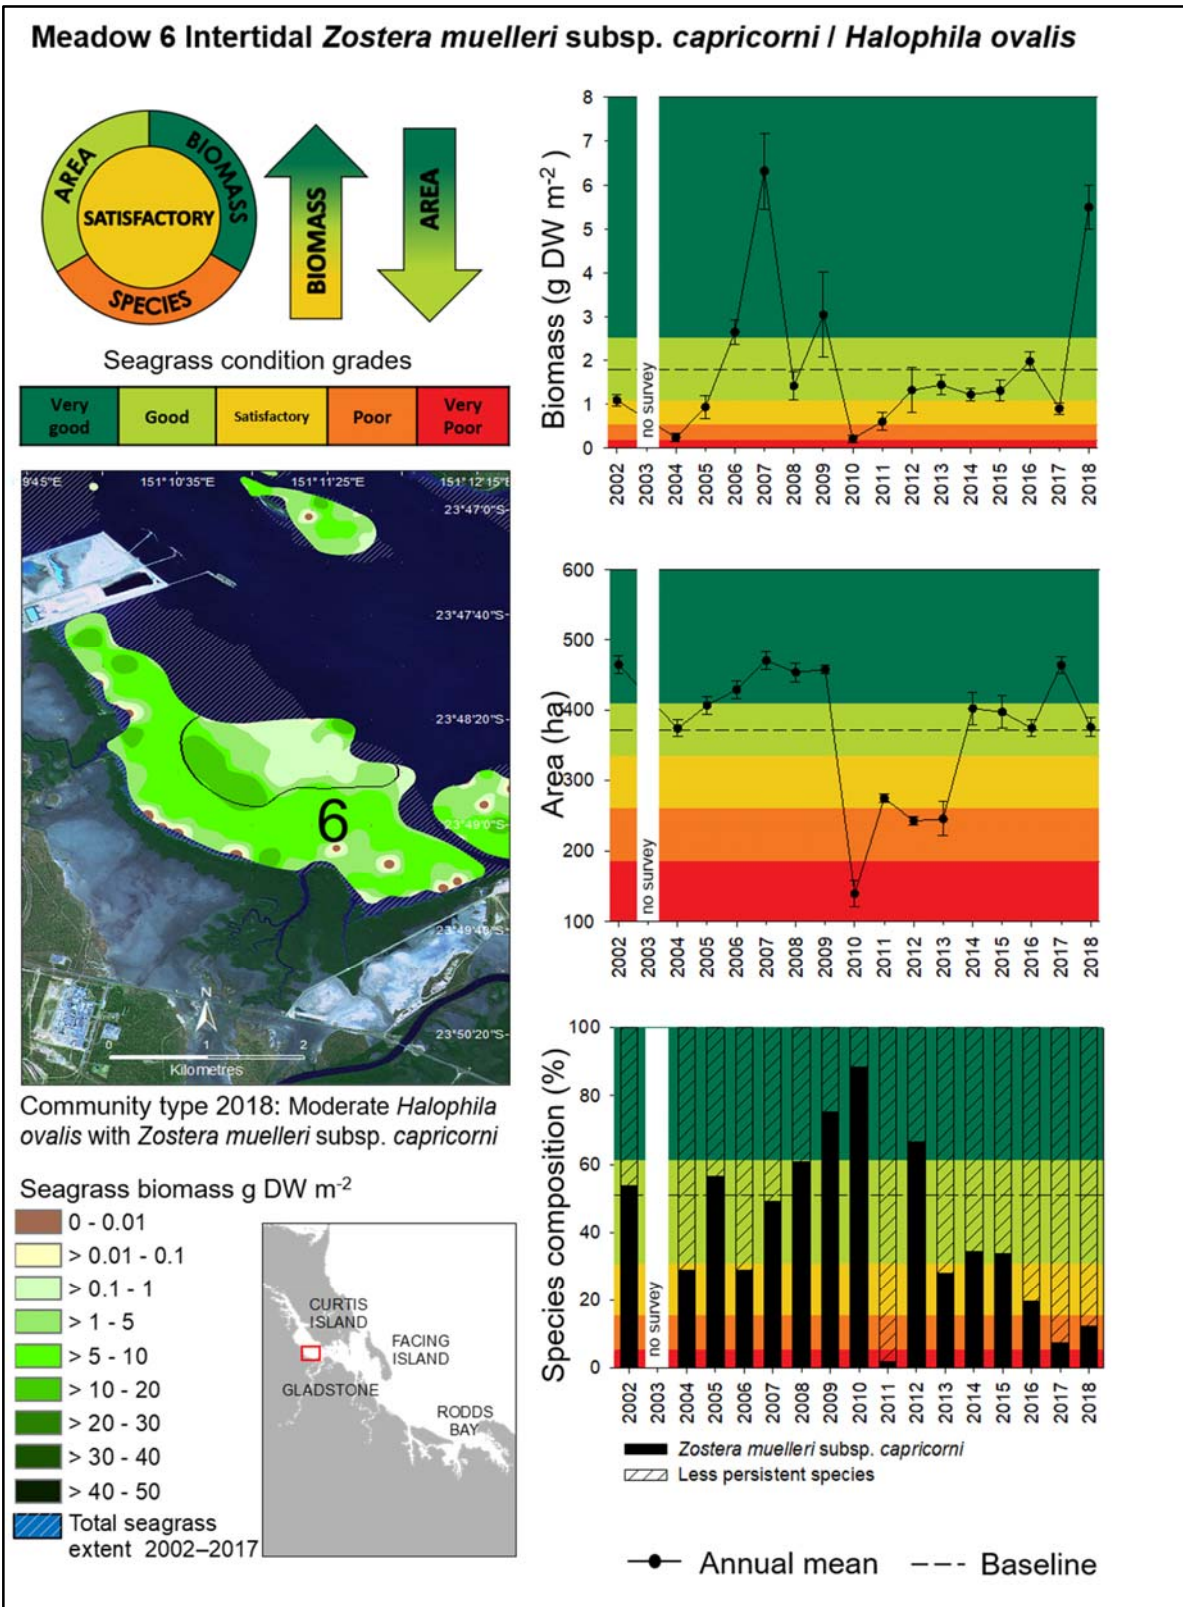 Meadow 6 Intertidal Zostera muelleri subsp. capricorni / Halophila ovalis
AREA
BIOMASS
SATISFACTORY
SPECIES
BIOMASS
AREA
Seagrass condition grades
Very good
Good
Satisfactory
Poor
Very Poor
9'45"E
151°10'35"E
151°11'25"E
151°12'15"E
23°47'0"S
23°47'40"S
23°48'20"S
23°49'0"S
23°49'40"S
23°50'20"S
6
N
0 1 2
Kilometres
Community type 2018: Moderate Halophila
ovalis with Zostera muelleri subsp. capricorni
Seagrass biomass g DW m-2
0 - 0.01
> 0.01 - 0.1
> 0.1 - 1
> 1 - 5
> 5 - 10
> 10 - 20
> 20 - 30
> 30 - 40
> 40 - 50
Total seagrass
extent 2002–2017
CURTIS
ISLAND
FACING
ISLAND
GLADSTONE
RODDS
BAY
Biomass (g DW m-2 )
8
7
6
5
4
3
2
1
0
no survey
2002 2003 2004 2005 2006 2007 2008 2009 2010 2011 2012 2013 2014 2015 2016 2017 2018
Area (ha)
600
500
400
300
200
100
no survey
2002 2003 2004 2005 2006 2007 2008 2009 2010 2011 2012 2013 2014 2015 2016 2017 2018
Species composition (%)
100
80
60
40
20
0
no survey
2002 2003 2004 2005 2006 2007 2008 2009 2010 2011 2012 2013 2014 2015 2016 2017 2018
Zostera muelleri subsp. capricorni
Less persistent species
Annual mean
Baseline